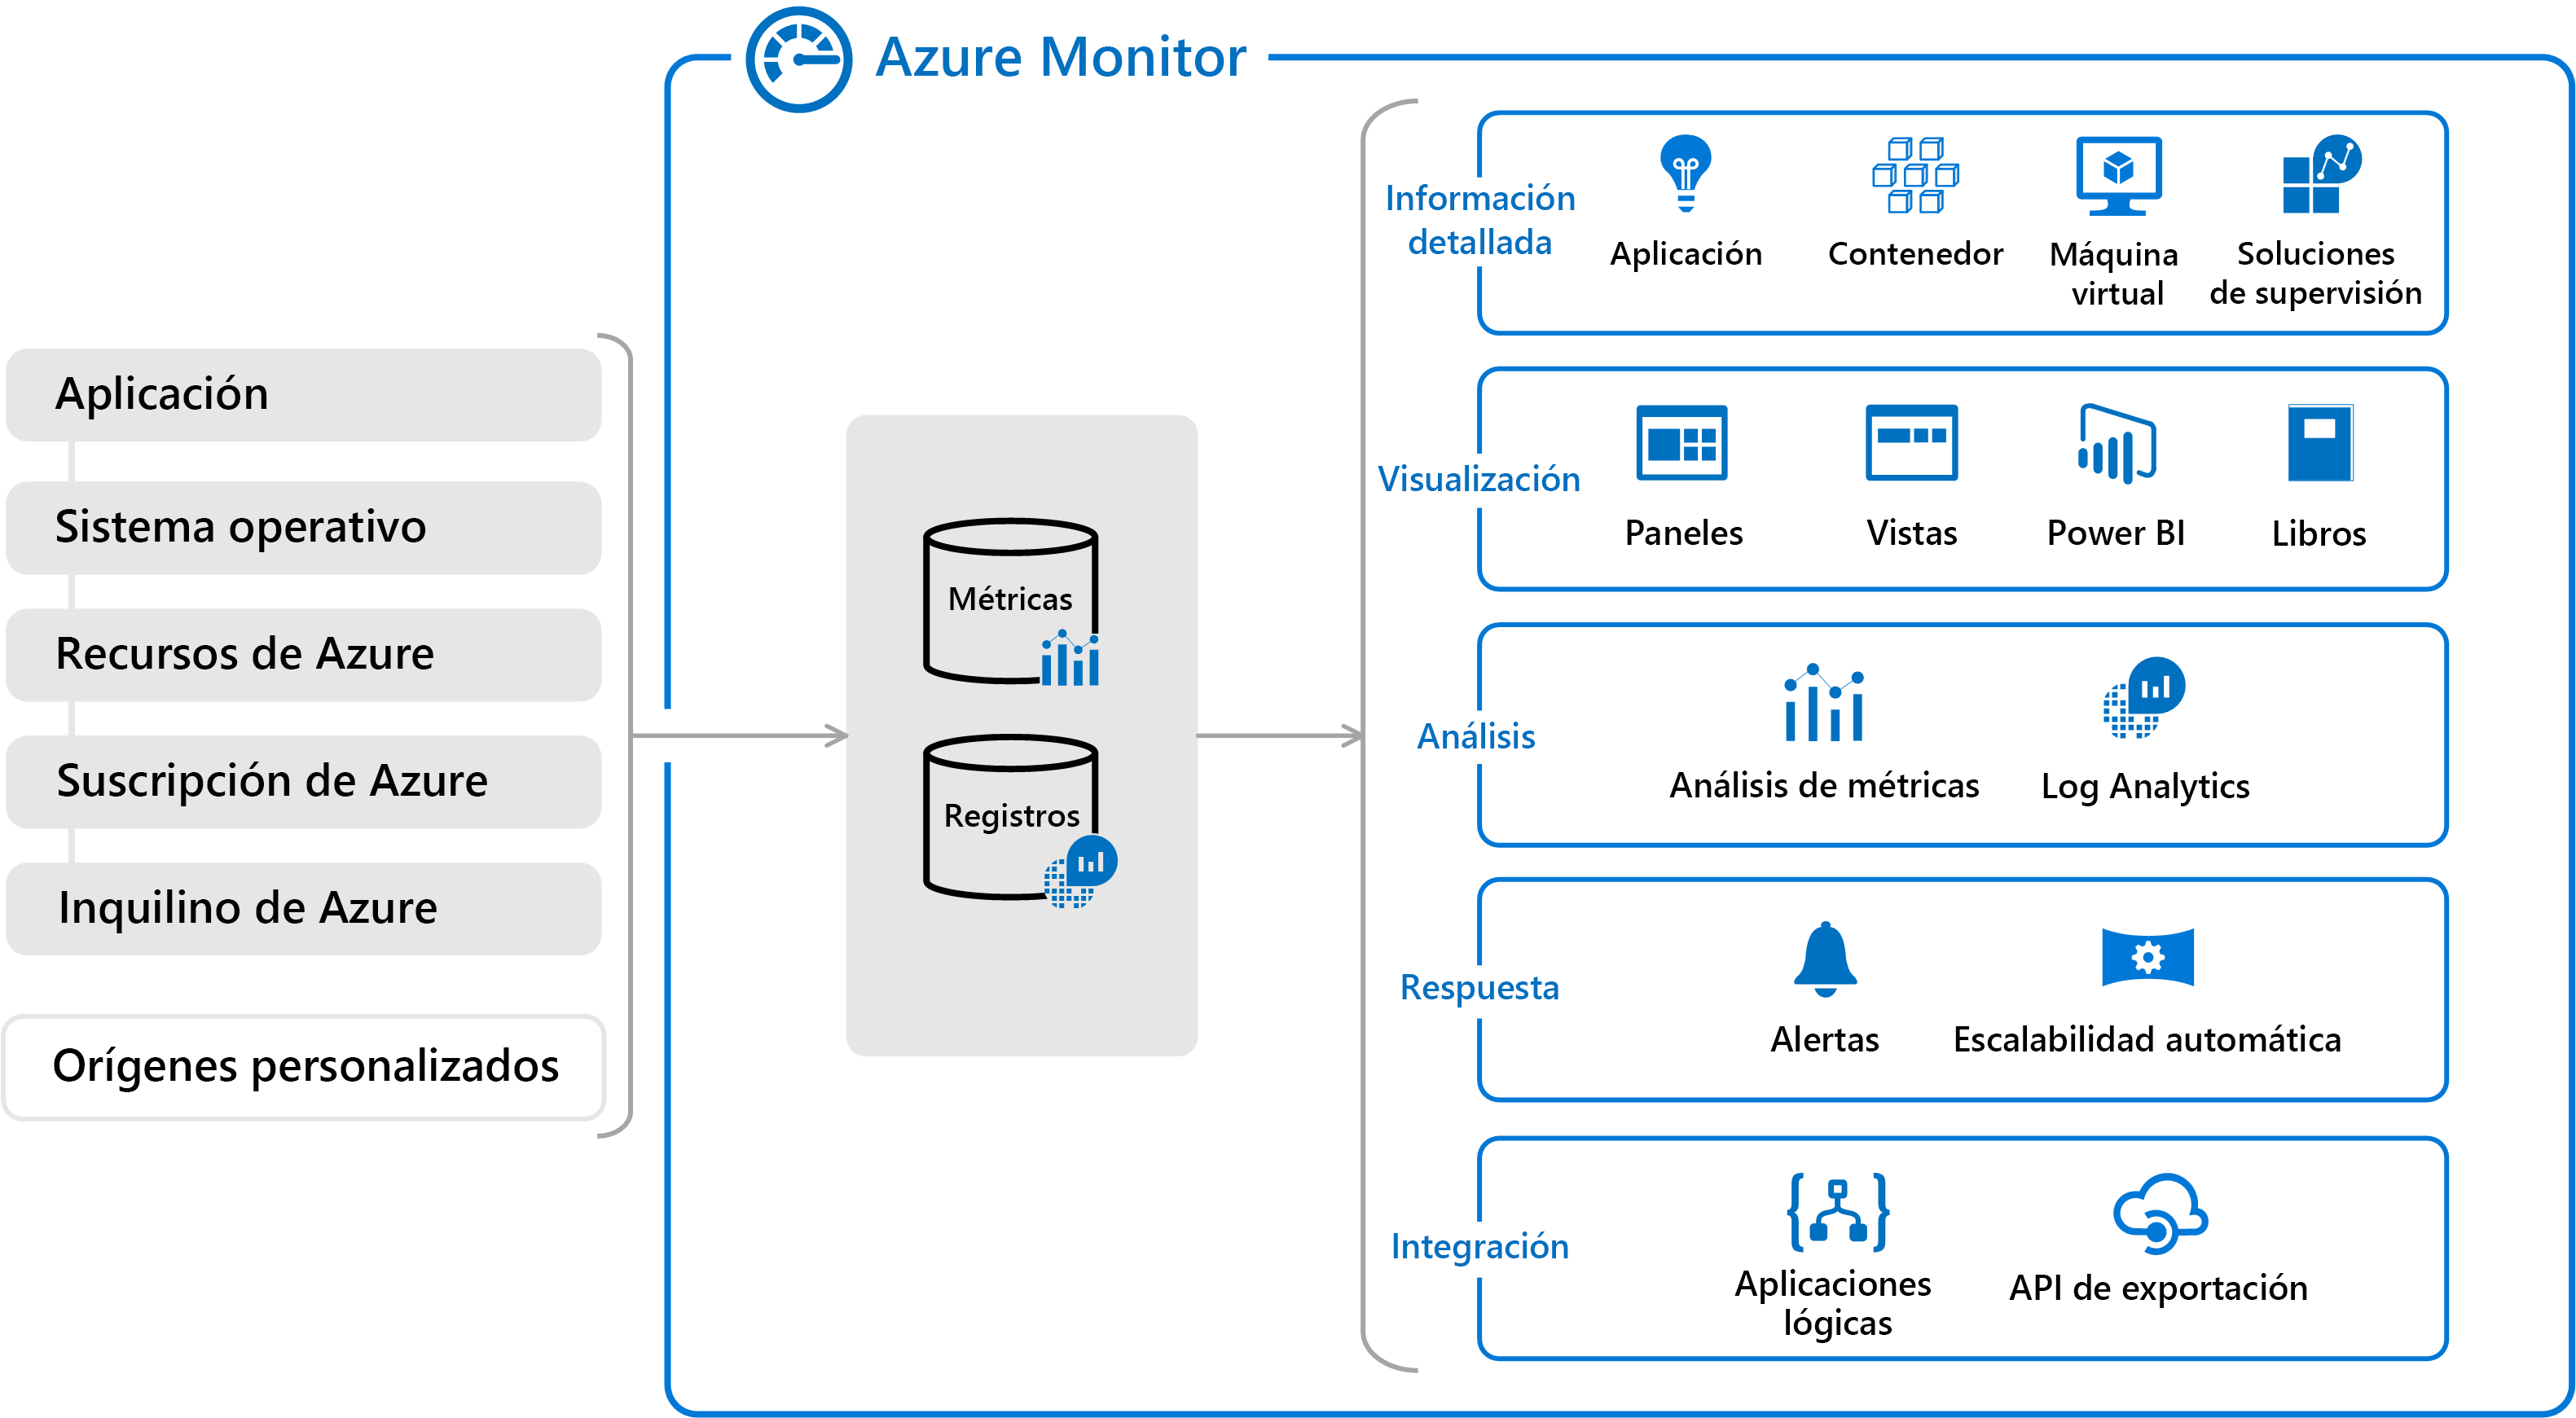 Azure Monitor
Aplicación
Sistema operativo
Recursos de Azure
Suscripción de Azure
Inquilino de Azure
Orígenes personalizados
Métricas
Registros
Información
detallada
Aplicación
Contenedor
Máquina
virtual
Soluciones
de supervisión
Visualización
Paneles
Vistas
Power BI
Libros
Análisis
Análisis de métricas
Log Analytics
Respuesta
Alertas
Escalabilidad automática
Integración
Aplicaciones
lógicas
API de exportación